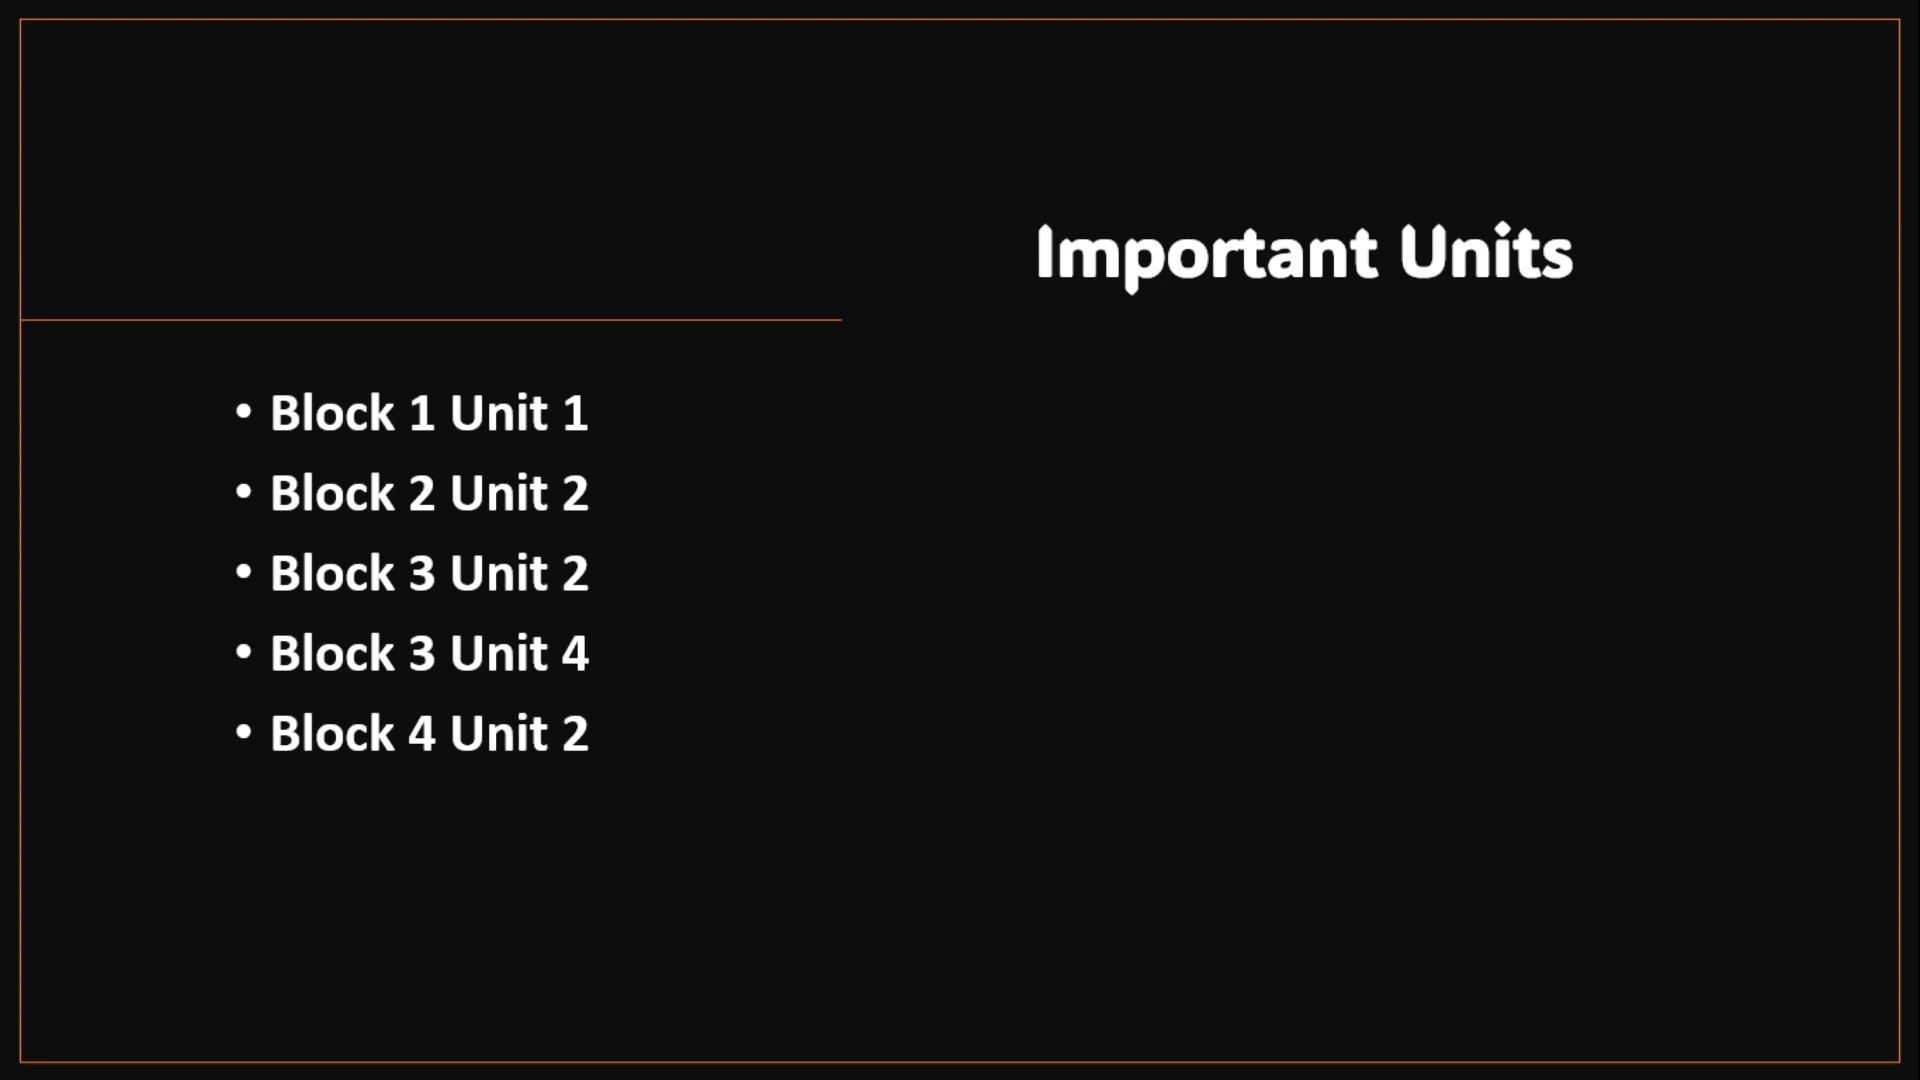 Important Units
• Block 1 Unit 1
• Block 2 Unit 2
• Block 3 Unit 2
• Block 3 Unit 4
• Block 4 Unit 2